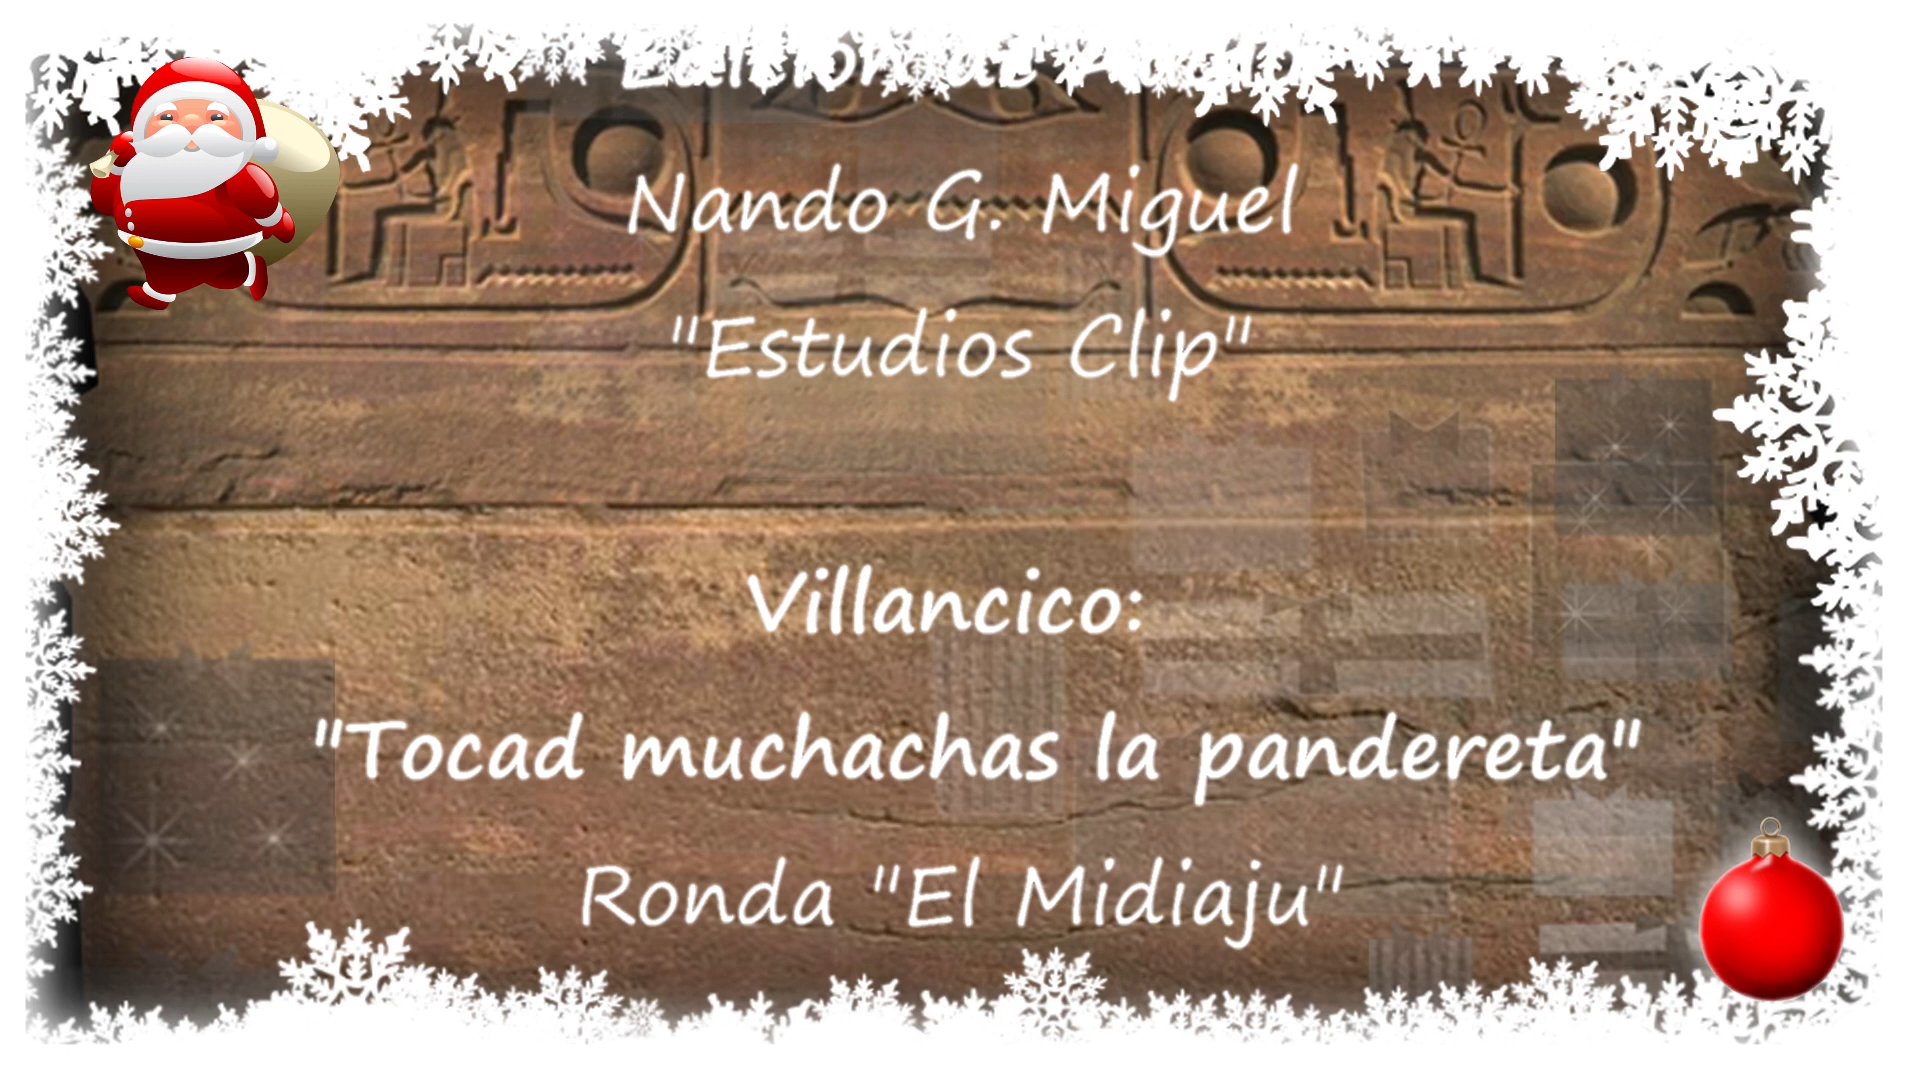 Nando G. Miguel
"Estudios Clip"
Villancico:
"Tocad muchachas la pandereta"
Ronda "El Midiaju"